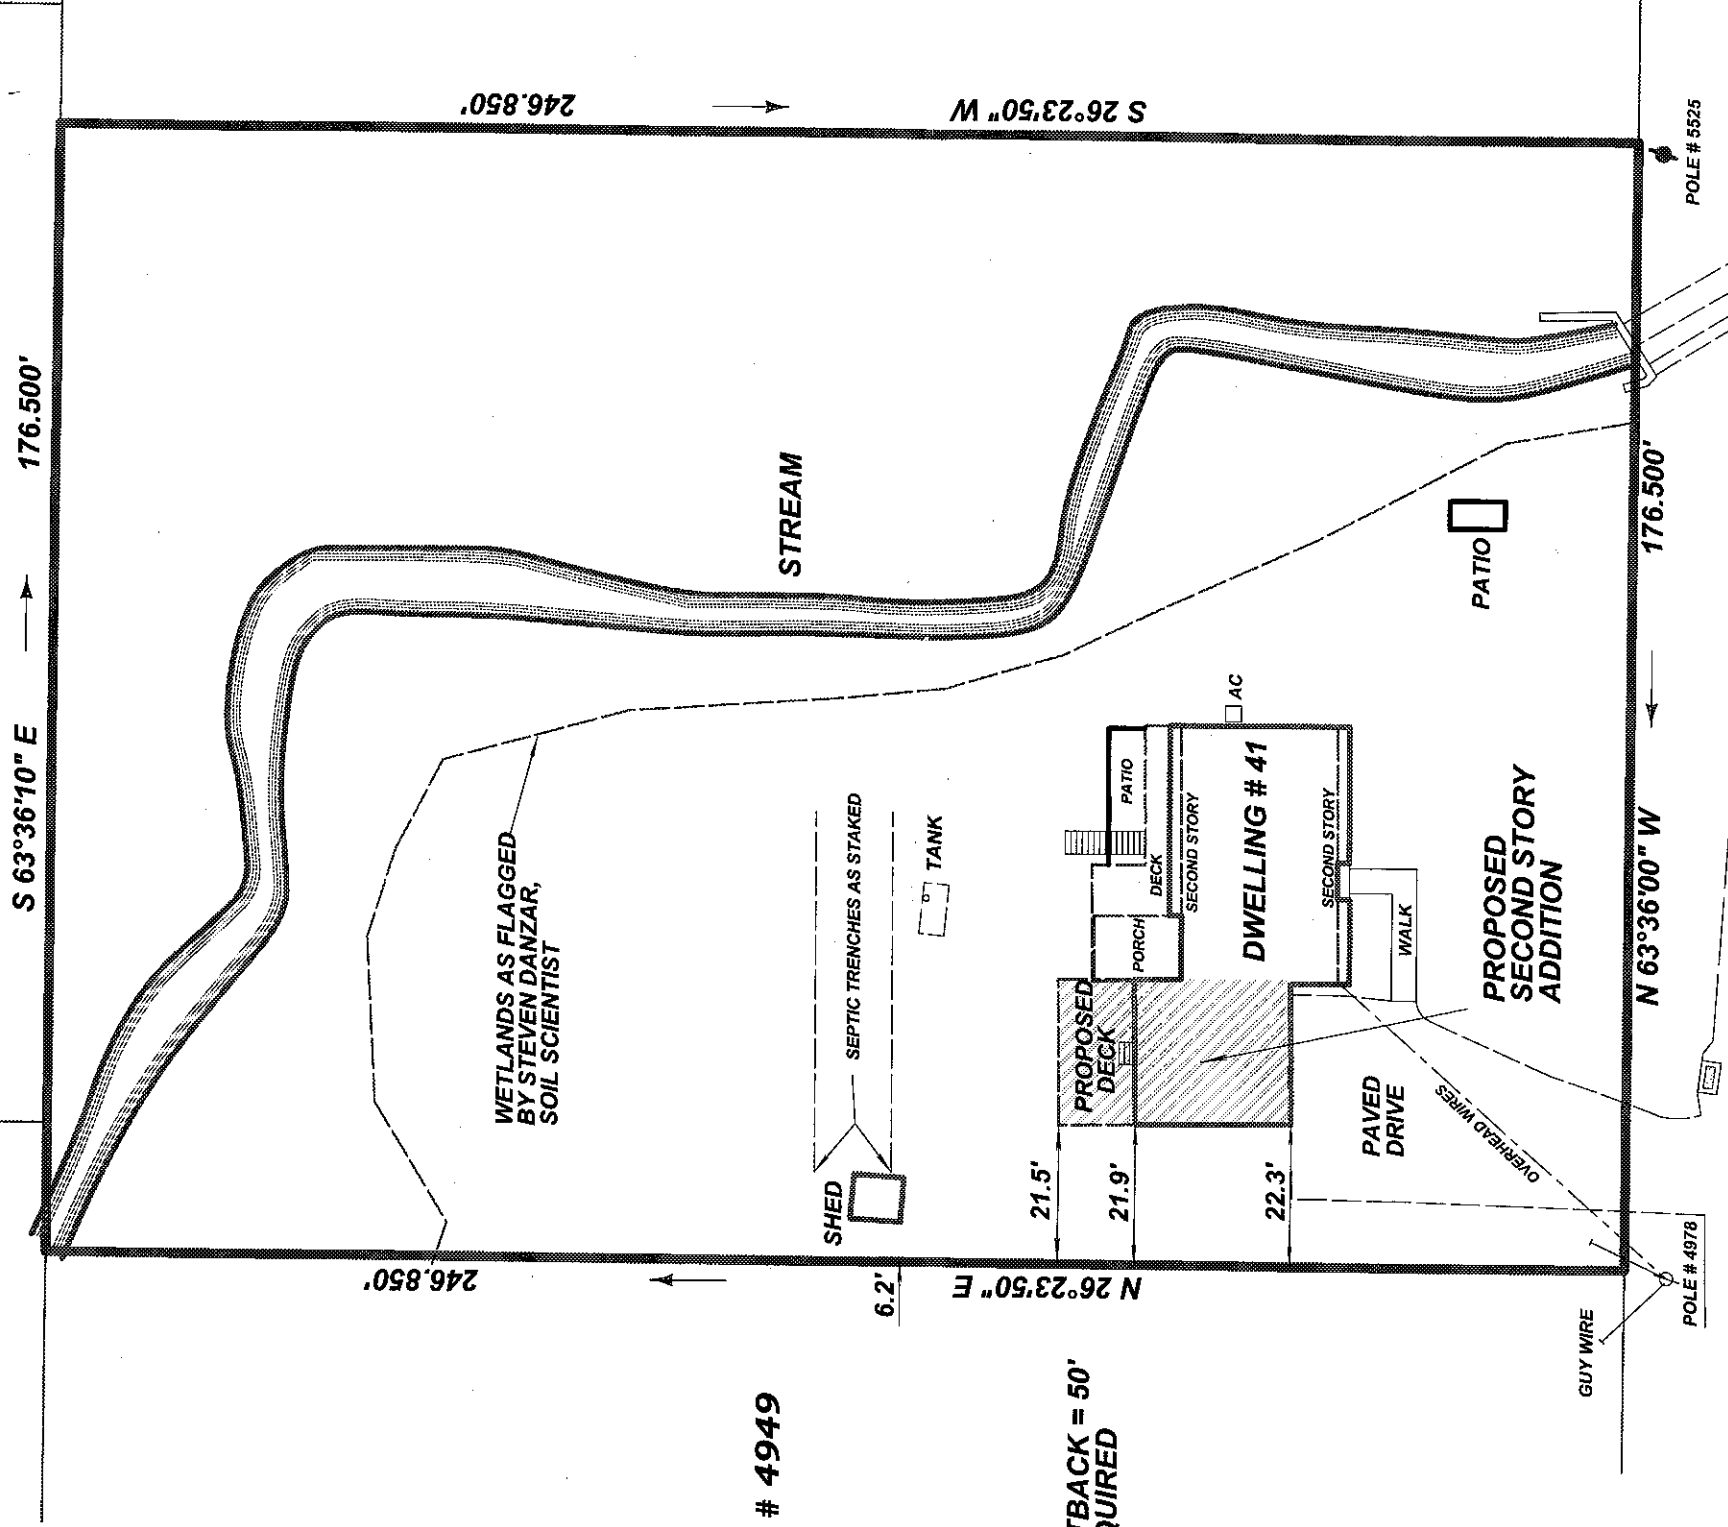 S 63°36'10" E
176.500'
246.850'
S 26°23'50" W
POLE # 5525
STREAM
WETLANDS AS FLAGGED
BY STEVEN DANZAR,
SOIL SCIENTIST
SEPTIC TRENCHES AS STAKED
TANK
SHED
PATIO
AC
PATIO
DECK
SECOND STORY
DWELLING # 41
SECOND STORY
PORCH
WALK
PROPOSED
DECK
PROPOSED
SECOND STORY
ADDITION
PAVED
DRIVE
OVERHEAD WIRES
21.5'
21.9'
22.3'
6.2'
246.850'
N 26°23'50" E
N 63°36'00" W
176.500'
GUY WIRE
POLE # 4978
# 4949
TBACK = 50'
QUIRED